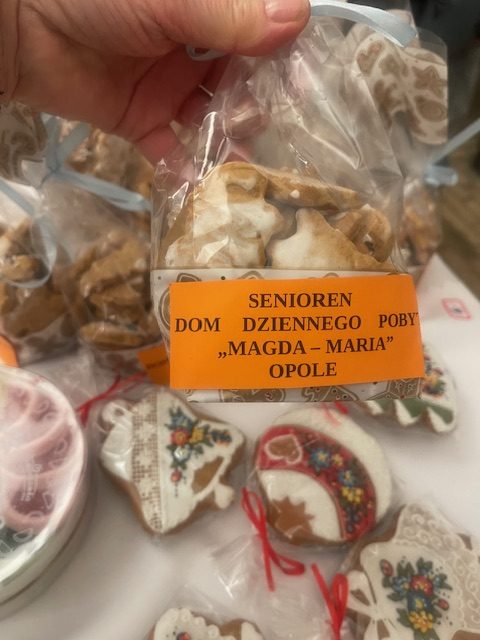 SENIOREN
DOM DZIENNEGO POBY
„MAGDA – MARIA”
OPOLE